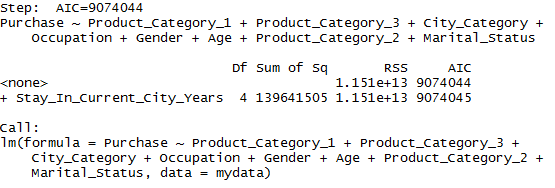 Step:  AIC=9074044
Purchase ~ Product_Category_1 + Product_Category_3 + City_Category +
    Occupation + Gender + Age + Product_Category_2 + Marital_Status

                             Df Sum of Sq       RSS     AIC
<none>                                    1.151e+13 9074044
+ Stay_In_Current_City_Years  4 139641505 1.151e+13 9074045

Call:
lm(formula = Purchase ~ Product_Category_1 + Product_Category_3 +
    City_Category + Occupation + Gender + Age + Product_Category_2 +
    Marital_Status, data = mydata)